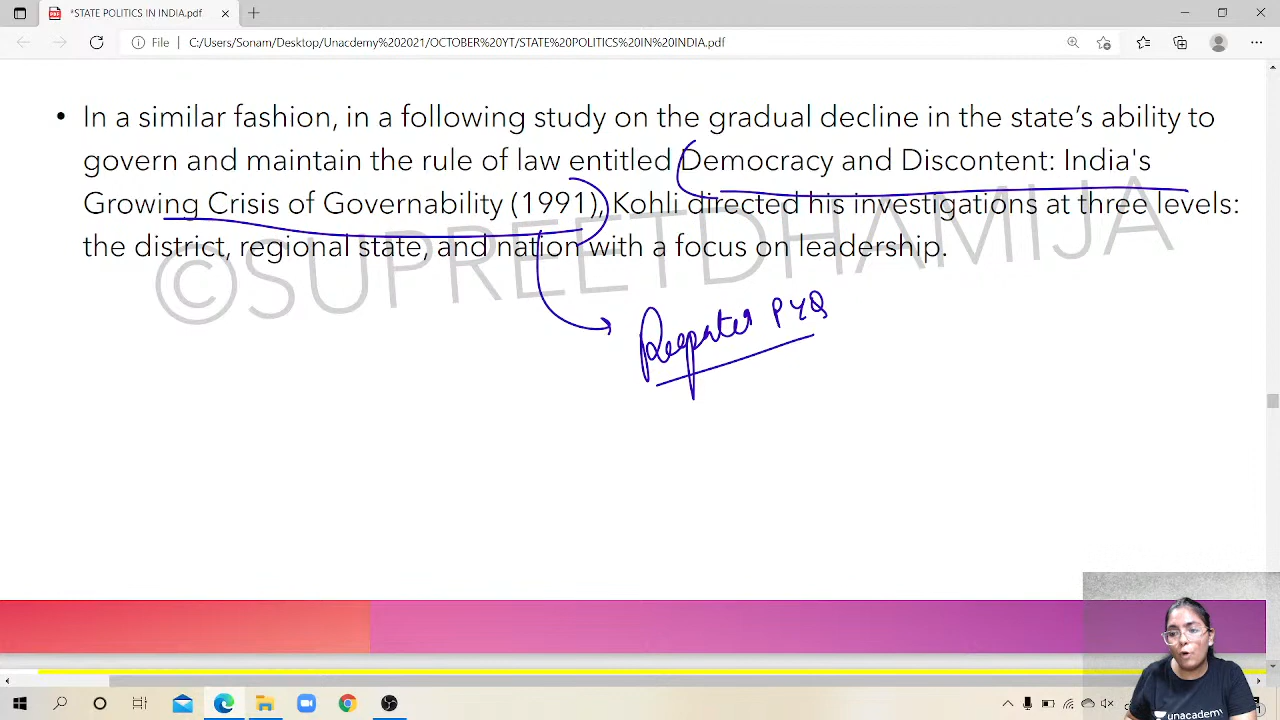 *STATE POLITICS IN INDIA.pdf
File C:/Users/Sonam/Desktop/Unacdemy%202021/OCTOBER%20YT/STATE%20POLITICS%20IN%20INDIA.pdf
• In a similar fashion, in a following study on the gradual decline in the state’s ability to
govern and maintain the rule of law entitled Democracy and Discontent: India's
Growing Crisis of Governability (1991), Kohli directed his investigations at three levels:
the district, regional state, and nation with a focus on leadership.
©SUPREETDHAMIJA
PYQ
unacademy